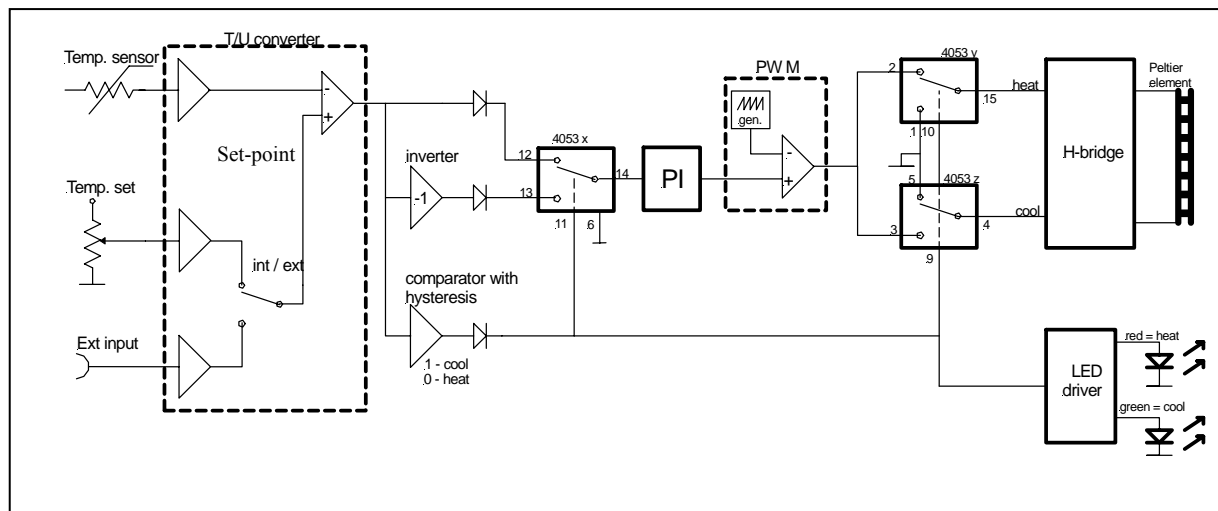 T/U converter
Temp. sensor
-
+
Set-point
Temp. set
int / ext
Ext input
inverter
-1
comparator with
hysteresis
1 - cool
0 - heat
4053 x
12
13
14
11
6
PI
PW M
gen.
-
+
4053 y
2
15
1
10
heat
5
4053 z
3
4
9
cool
H-bridge
Peltier
element
LED
driver
red = heat
green = cool